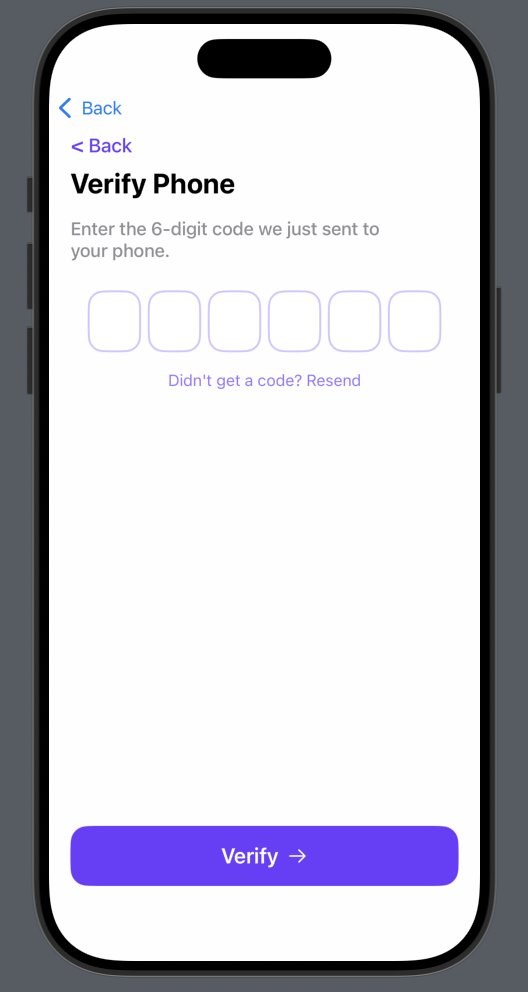 Back
< Back
Verify Phone
Enter the 6-digit code we just sent to
your phone.
Didn't get a code? Resend
Verify →